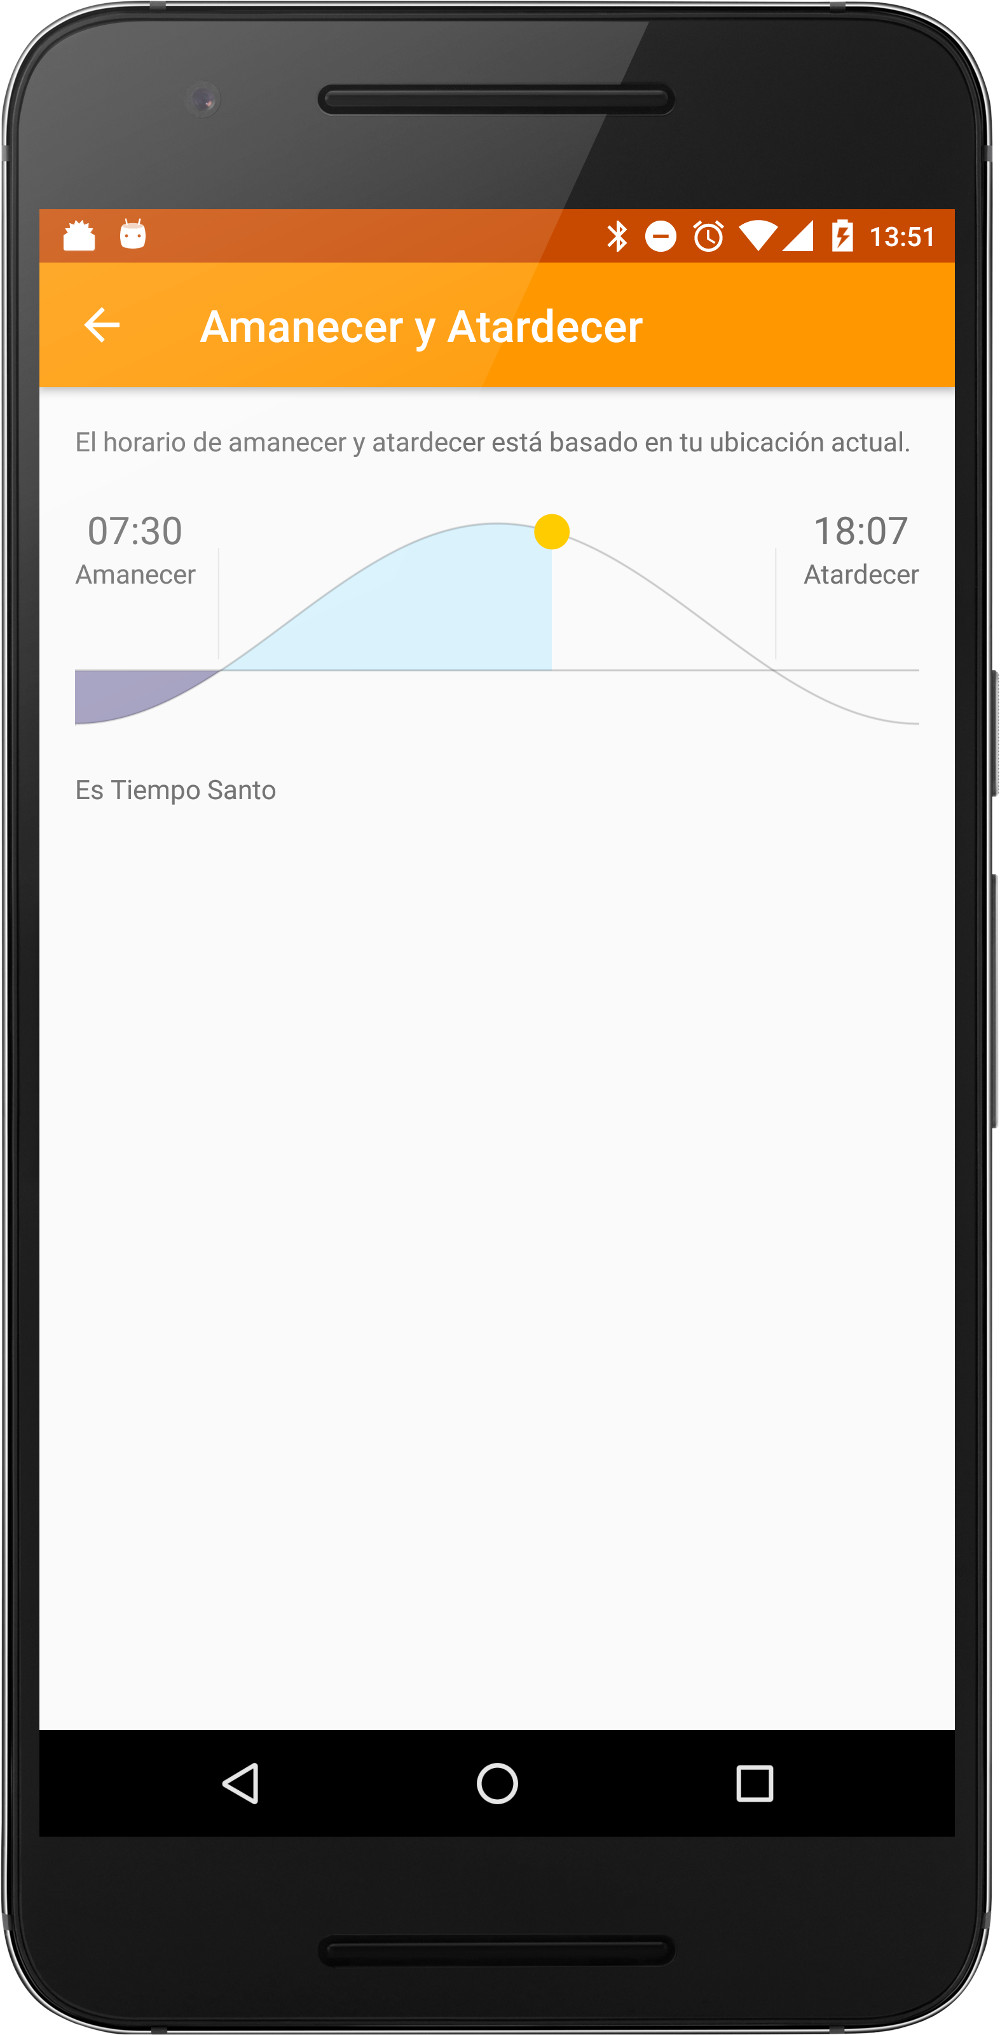 13:51
Amanecer y Atardecer
El horario de amanecer y atardecer está basado en tu ubicación actual.
07:30
Amanecer
18:07
Atardecer
Es Tiempo Santo